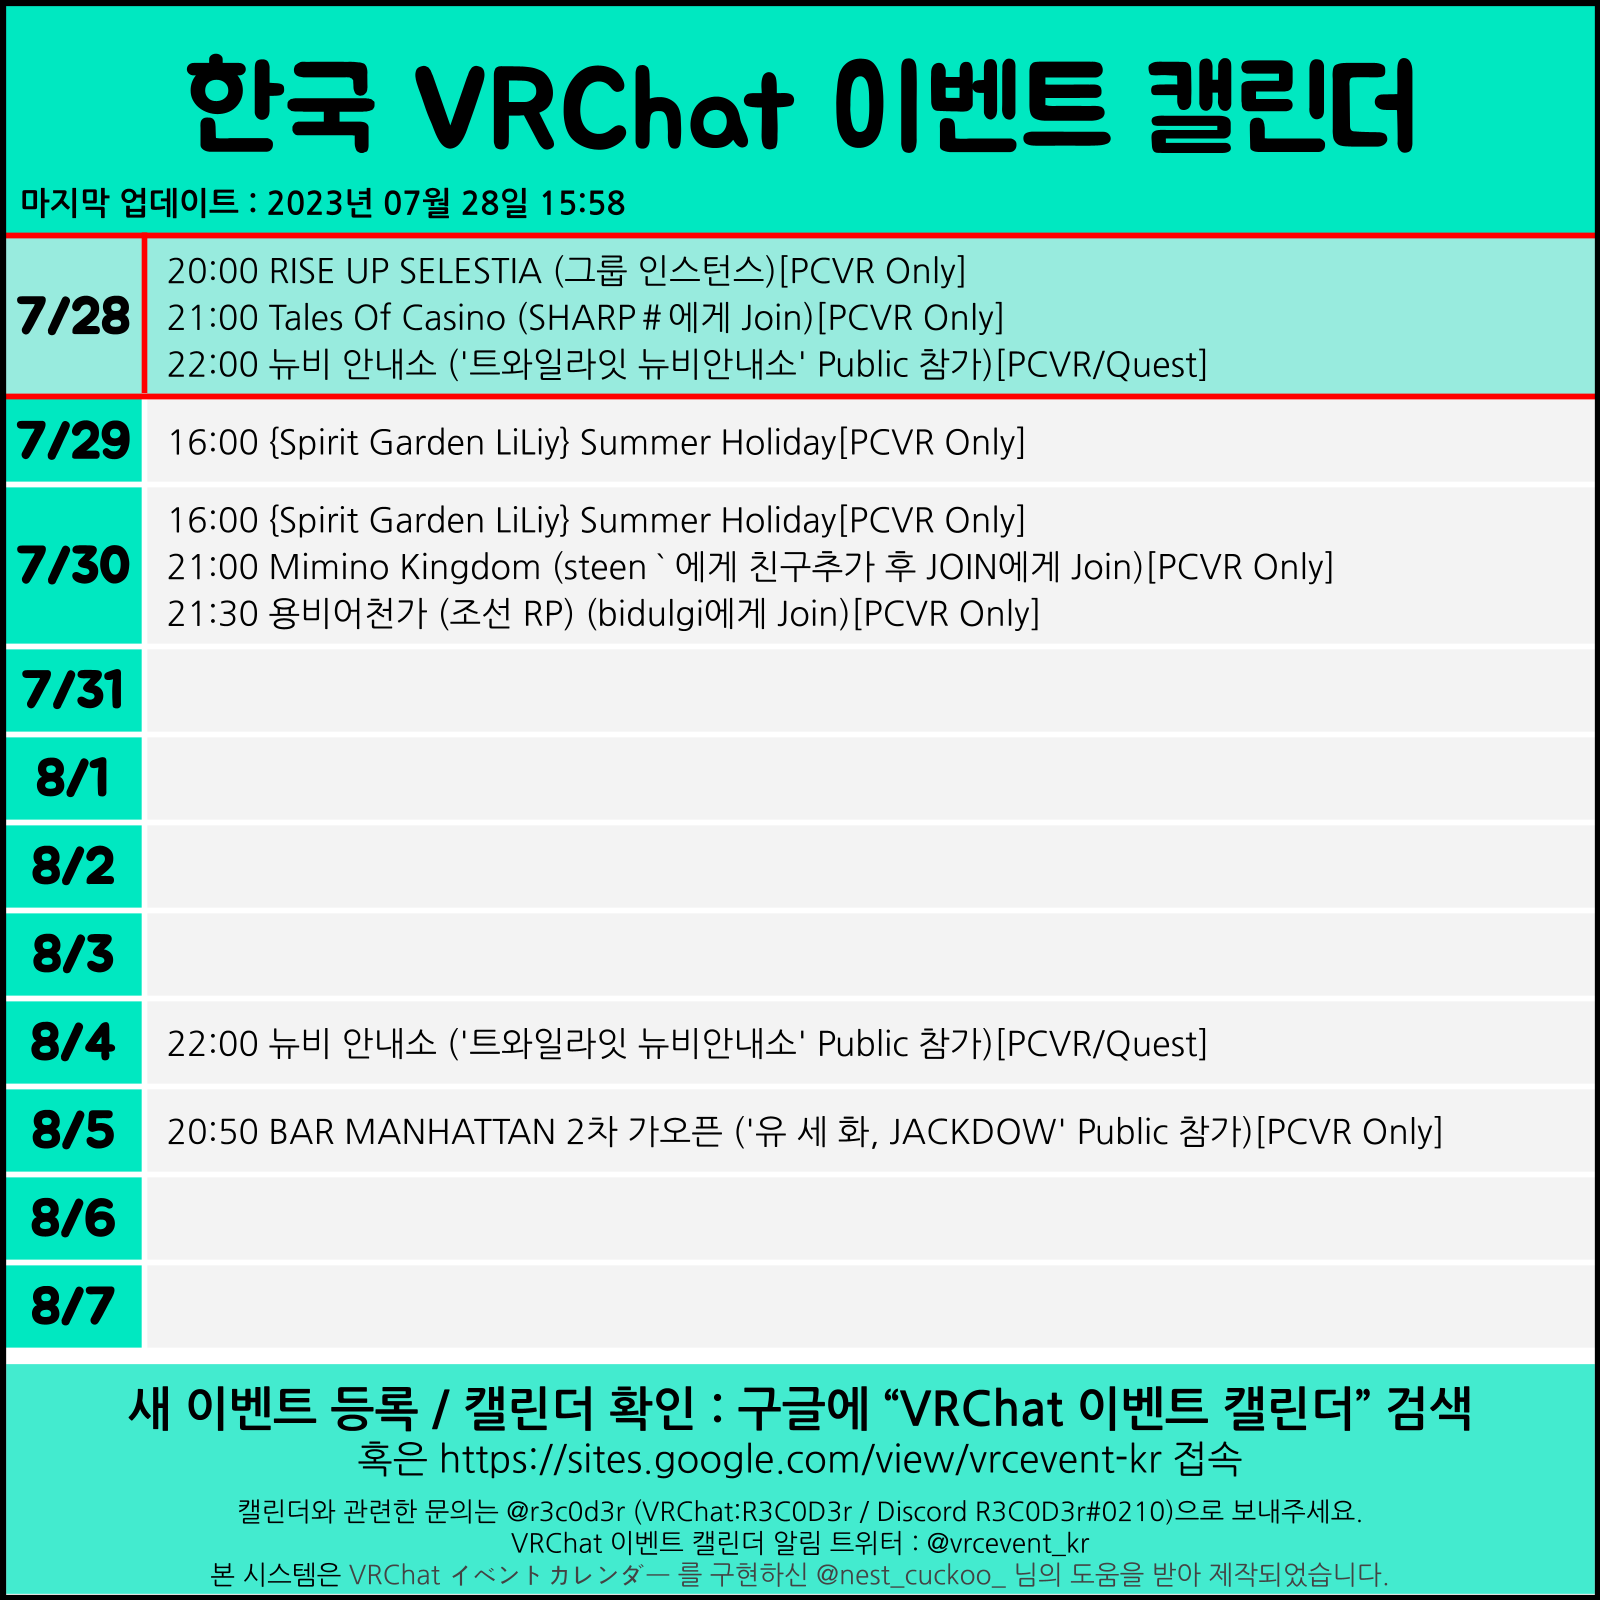 한국 VRChat 이벤트 캘린더
마지막 업데이트 : 2023년 07월 28일 15:58
7/28
20:00 RISE UP SELESTIA (그룹 인스턴스)[PCVR Only]
21:00 Tales Of Casino (SHARP＃에게 Join)[PCVR Only]
22:00 뉴비 안내소 ('트와일라잇 뉴비안내소' Public 참가)[PCVR/Quest]
7/29
16:00 {Spirit Garden LiLiy} Summer Holiday[PCVR Only]
7/30
16:00 {Spirit Garden LiLiy} Summer Holiday[PCVR Only]
21:00 Mimino Kingdom (steen｀에게 친구추가 후 JOIN에게 Join)[PCVR Only]
21:30 용비어천가 (조선 RP) (bidulgi에게 Join)[PCVR Only]
7/31
8/1
8/2
8/3
8/4
22:00 뉴비 안내소 ('트와일라잇 뉴비안내소' Public 참가)[PCVR/Quest]
8/5
20:50 BAR MANHATTAN 2차 가오픈 ('유 세 화, JACKDOW' Public 참가)[PCVR Only]
8/6
8/7
새 이벤트 등록 / 캘린더 확인 : 구글에 “VRChat 이벤트 캘린더” 검색
혹은 https://sites.google.com/view/vrcevent-kr 접속
캘린더와 관련한 문의는 @r3c0d3r (VRChat:R3C0D3r / Discord R3C0D3r#0210)으로 보내주세요.
VRChat 이벤트 캘린더 알림 트위터 : @vrcevent_kr
본 시스템은 VRChat イベントカレンダー 를 구현하신 @nest_cuckoo_ 님의 도움을 받아 제작되었습니다.